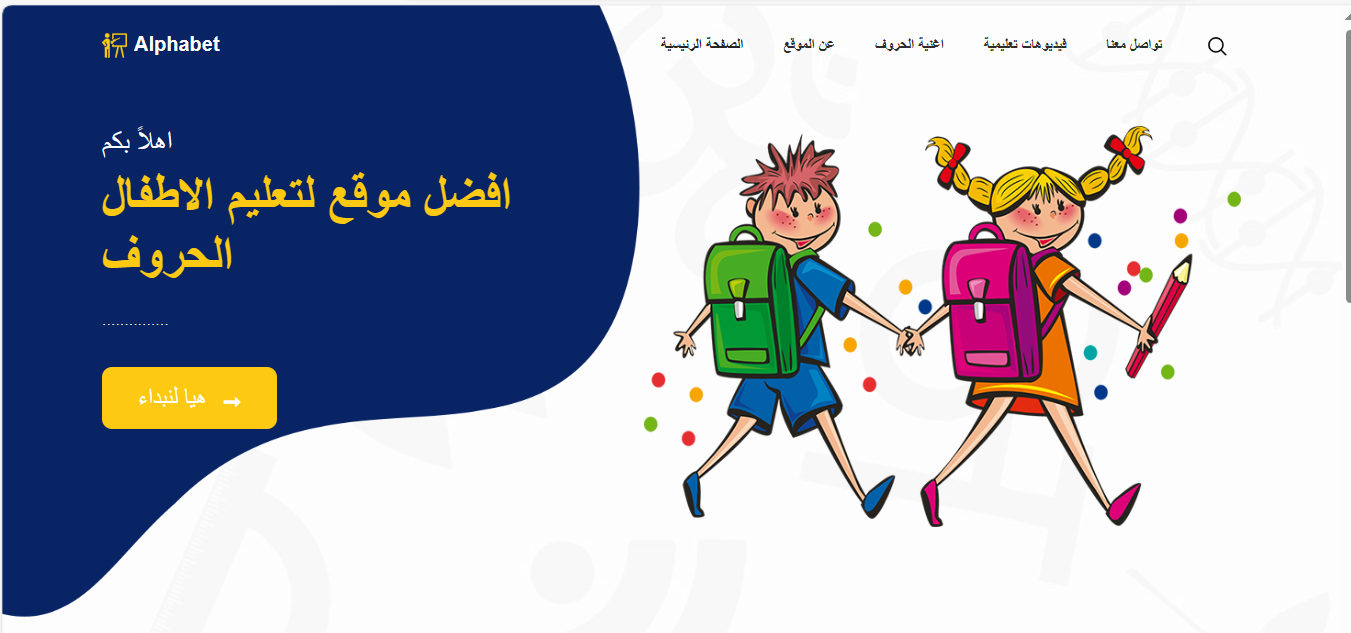 Alphabet
الصفحة الرئيسية
عن الموقع
اغنية الحروف
فيديوهات تعليمية
تواصل معنا
اهلاً بكم
افضل موقع لتعليم الاطفال
الحروف
...............
هيا لنبداء